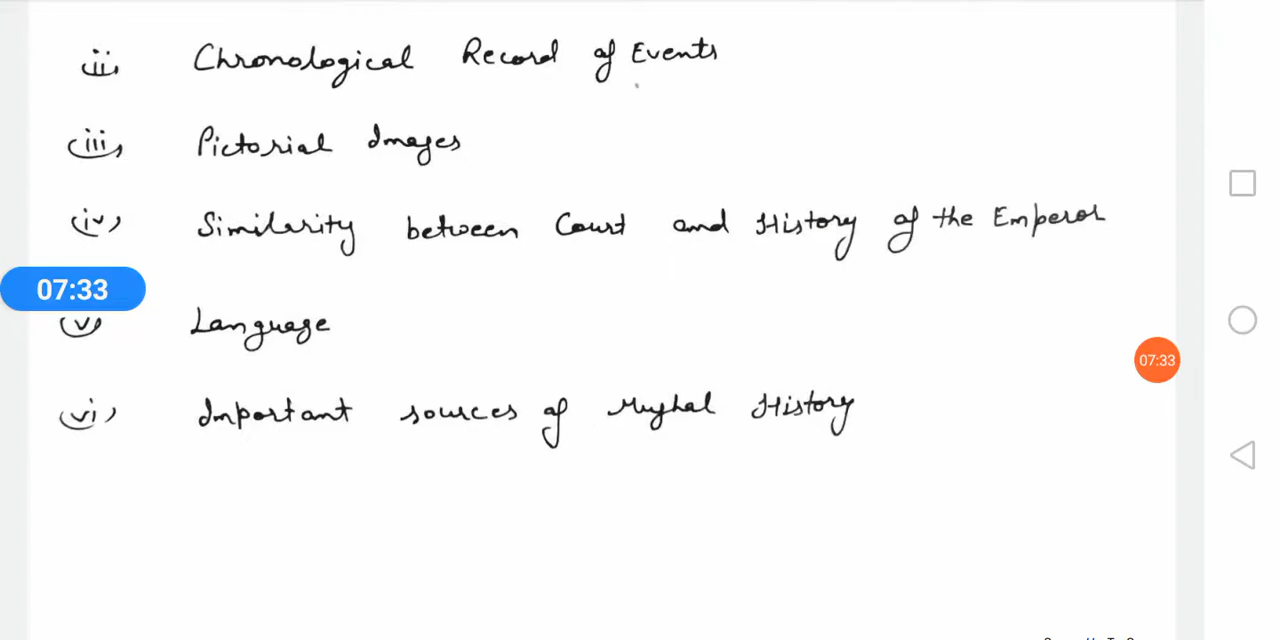 ii, Chronological Record of Events
(iii, Pictorial Images
(iv) Similarity between Court and History of the Emperor
07:33
(v) Language
07:33
(vi) Important sources of Mughal History